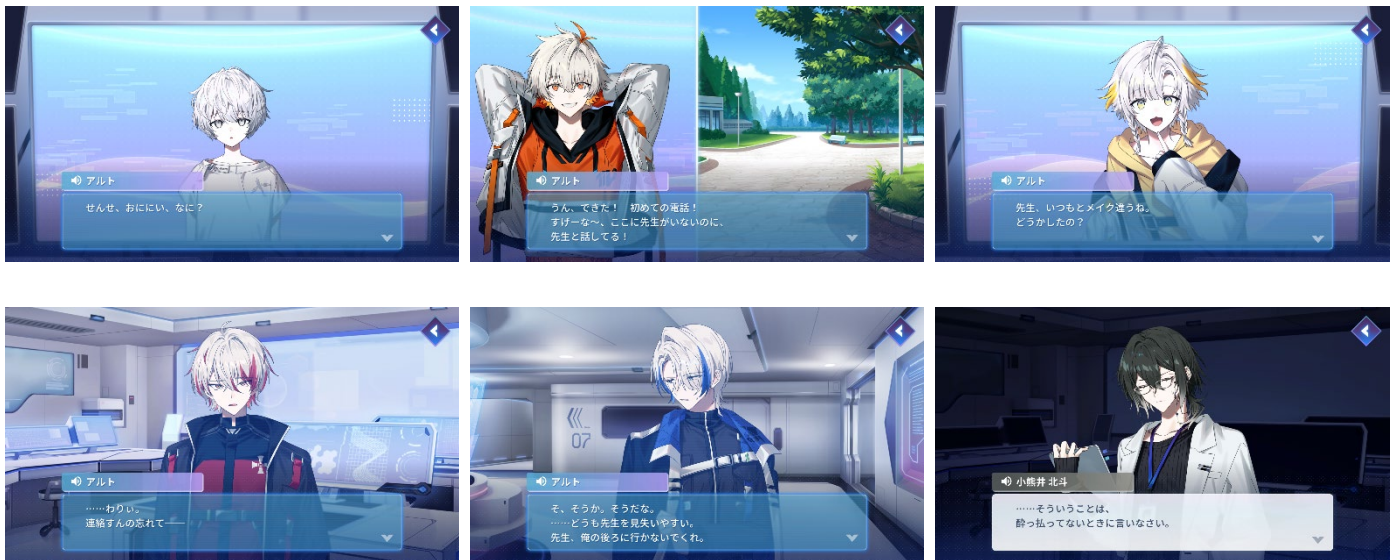 アルト
せんせ、おににい、なに？
アルト
うん、できた！　初めての電話！
すげーな～、ここに先生がいないのに、
先生と話してる！
アルト
先生、いつもとメイク違うね。
どうかしたの？
アルト
……わりぃ。
連絡すんの忘れて――
07
アルト
そ、そうか。そうだな。
……どうも先生を見失いやすい。
先生、俺の後ろに行かないでくれ。
小熊井 北斗
……そういうことは、
酔っ払ってないときに言いなさい。